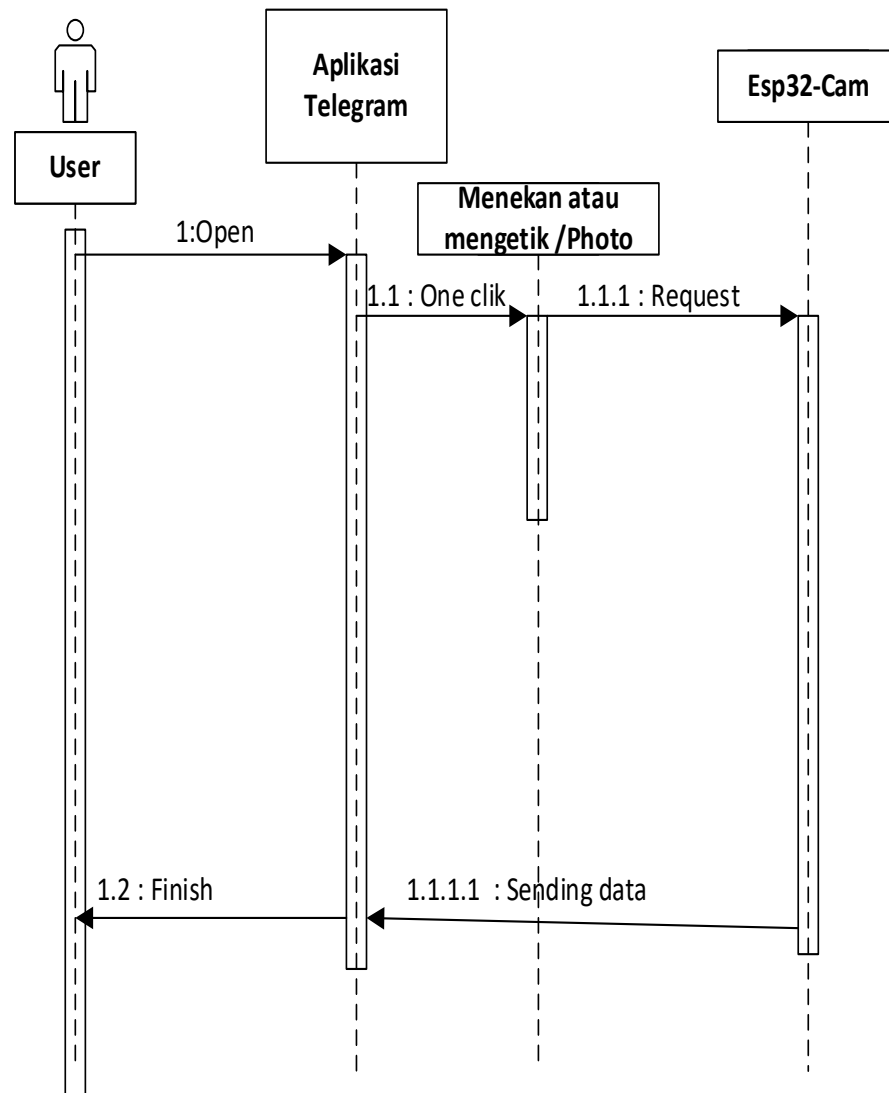 Aplikasi
Telegram
Esp32-Cam
User
Menekan atau
mengetik /Photo
1:Open
1.1 : One clik
1.1.1 : Request
1.2 : Finish
1.1.1.1  : Sending data